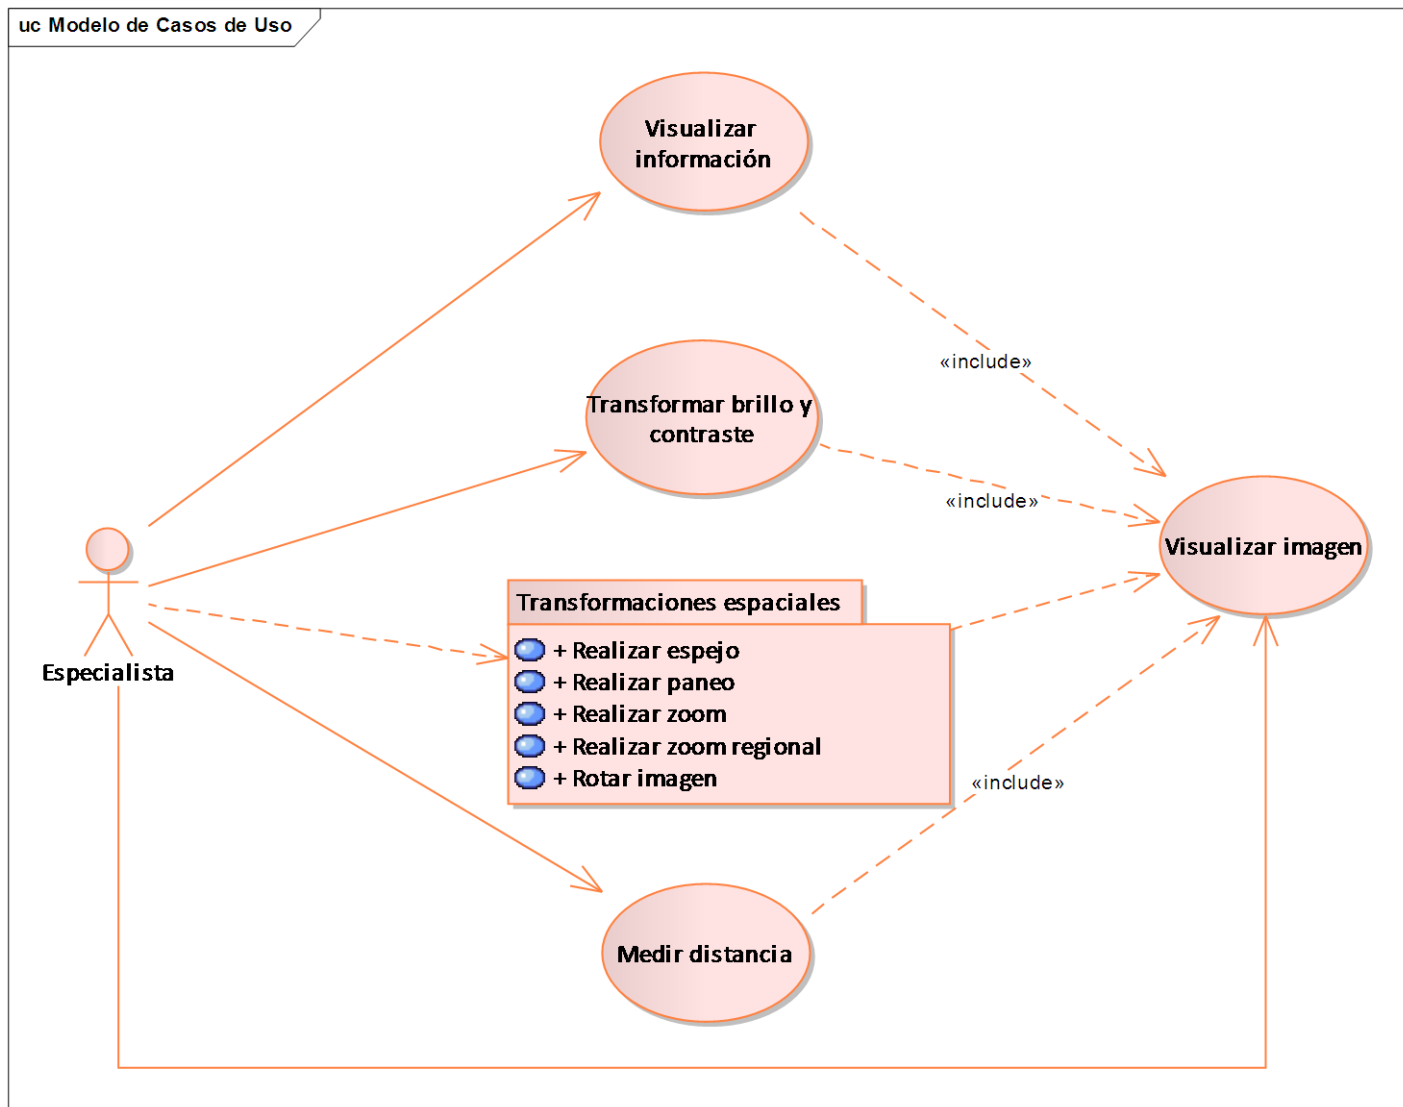 uc Modelo de Casos de Uso
Visualizar
información
«include»
Transformar brillo y
contraste
«include»
Visualizar imagen
Transformaciones espaciales
+ Realizar espejo
+ Realizar paneo
+ Realizar zoom
+ Realizar zoom regional
+ Rotar imagen
Especialista
«include»
Medir distancia